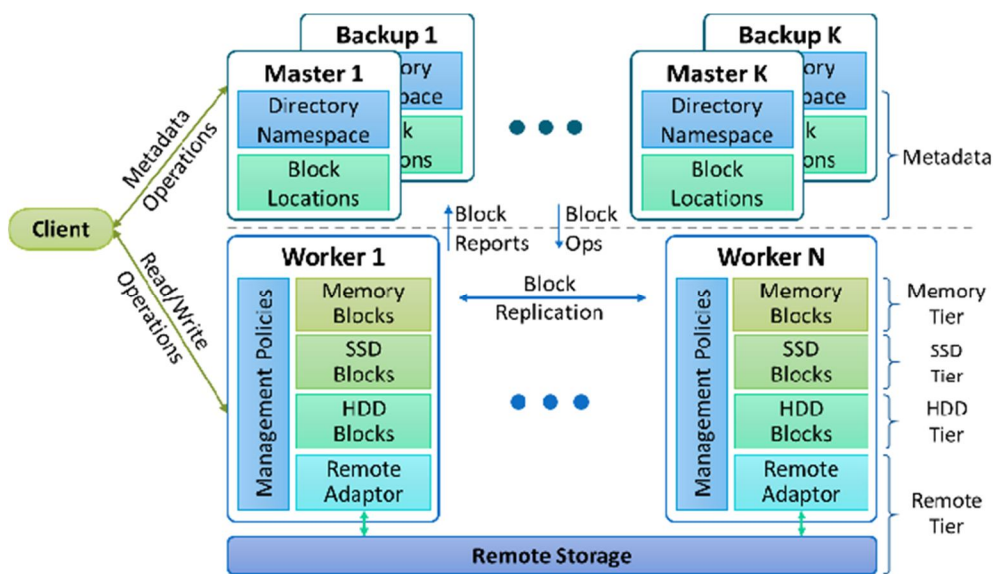 Backup 1
ory
pace
k
ons
Master 1
Directory
Namespace
Block
Locations
Backup K
ory
pace
k
ons
Master K
Directory
Namespace
Block
Locations
Metadata
Metadata
Operations
Client
Read/Write
Operations
Block
Reports
Block
Ops
Worker 1
Management Policies
Memory
Blocks
SSD
Blocks
HDD
Blocks
Remote
Adaptor
Block
Replication
Worker N
Management Policies
Memory
Blocks
SSD
Blocks
HDD
Blocks
Remote
Adaptor
Memory
Tier
SSD
Tier
HDD
Tier
Remote
Tier
Remote Storage